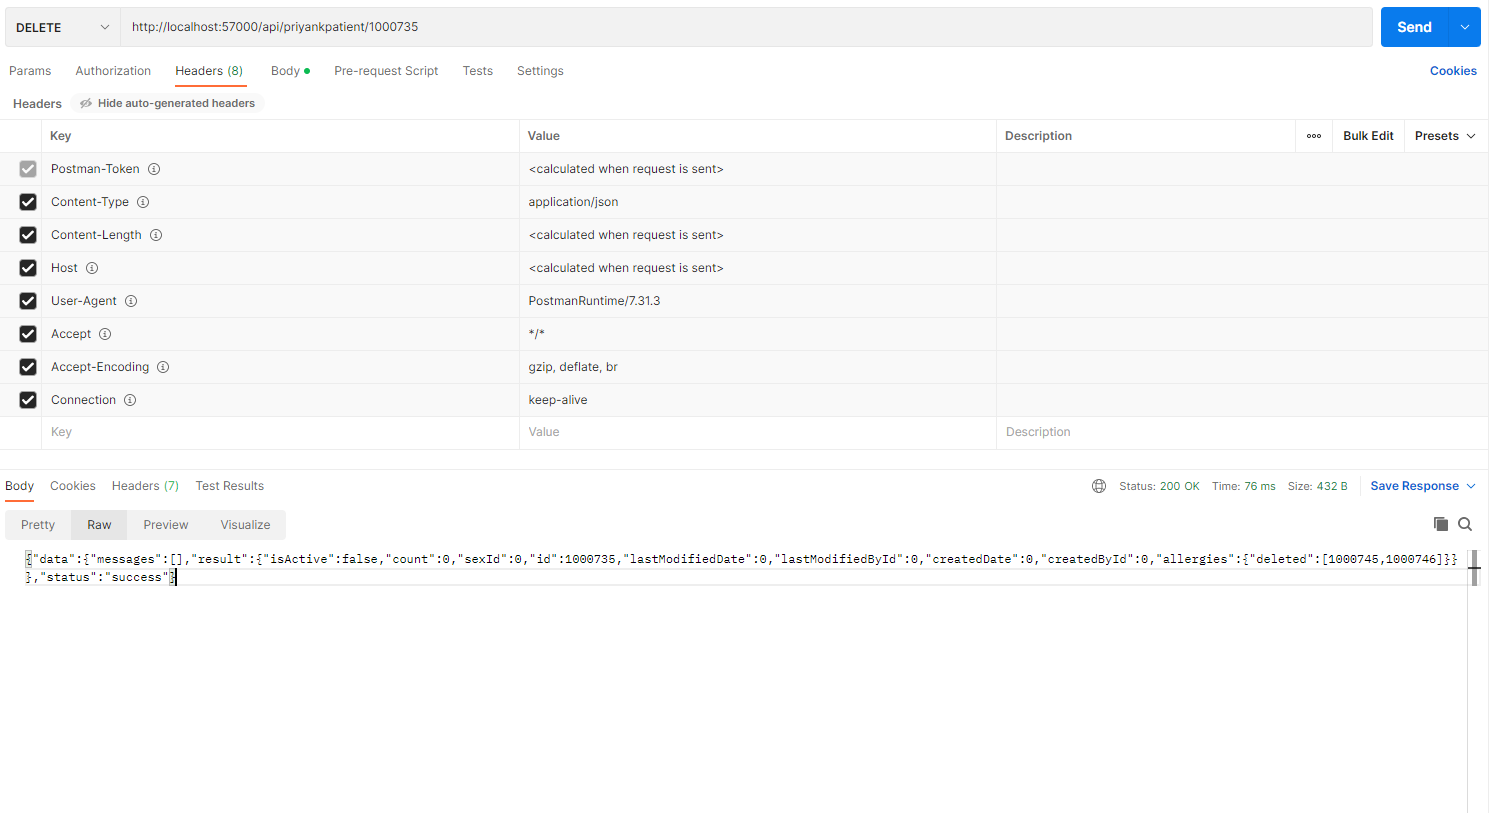 DELETE http://localhost:57000/api/priyankpatient/1000735 Send
Params Authorization Headers (8) Body Pre-request Script Tests Settings Cookies
Headers Hide auto-generated headers
Key Value Description ooo Bulk Edit Presets
Postman-Token <calculated when request is sent>
Content-Type application/json
Content-Length <calculated when request is sent>
Host <calculated when request is sent>
User-Agent PostmanRuntime/7.31.3
Accept */*
Accept-Encoding gzip, deflate, br
Connection keep-alive
Key Value Description
Body Cookies Headers (7) Test Results Status: 200 OK Time: 76 ms Size: 432 B Save Response
Pretty Raw Preview Visualize
{"data":{"messages":[],"result":{"isActive":false,"count":0,"sexId":0,"id":1000735,"lastModifiedDate":0,"lastModifiedById":0,"createdDate":0,"createdById":0,"allergies":{"deleted":[1000745,1000746]}}
},"status":"success"}